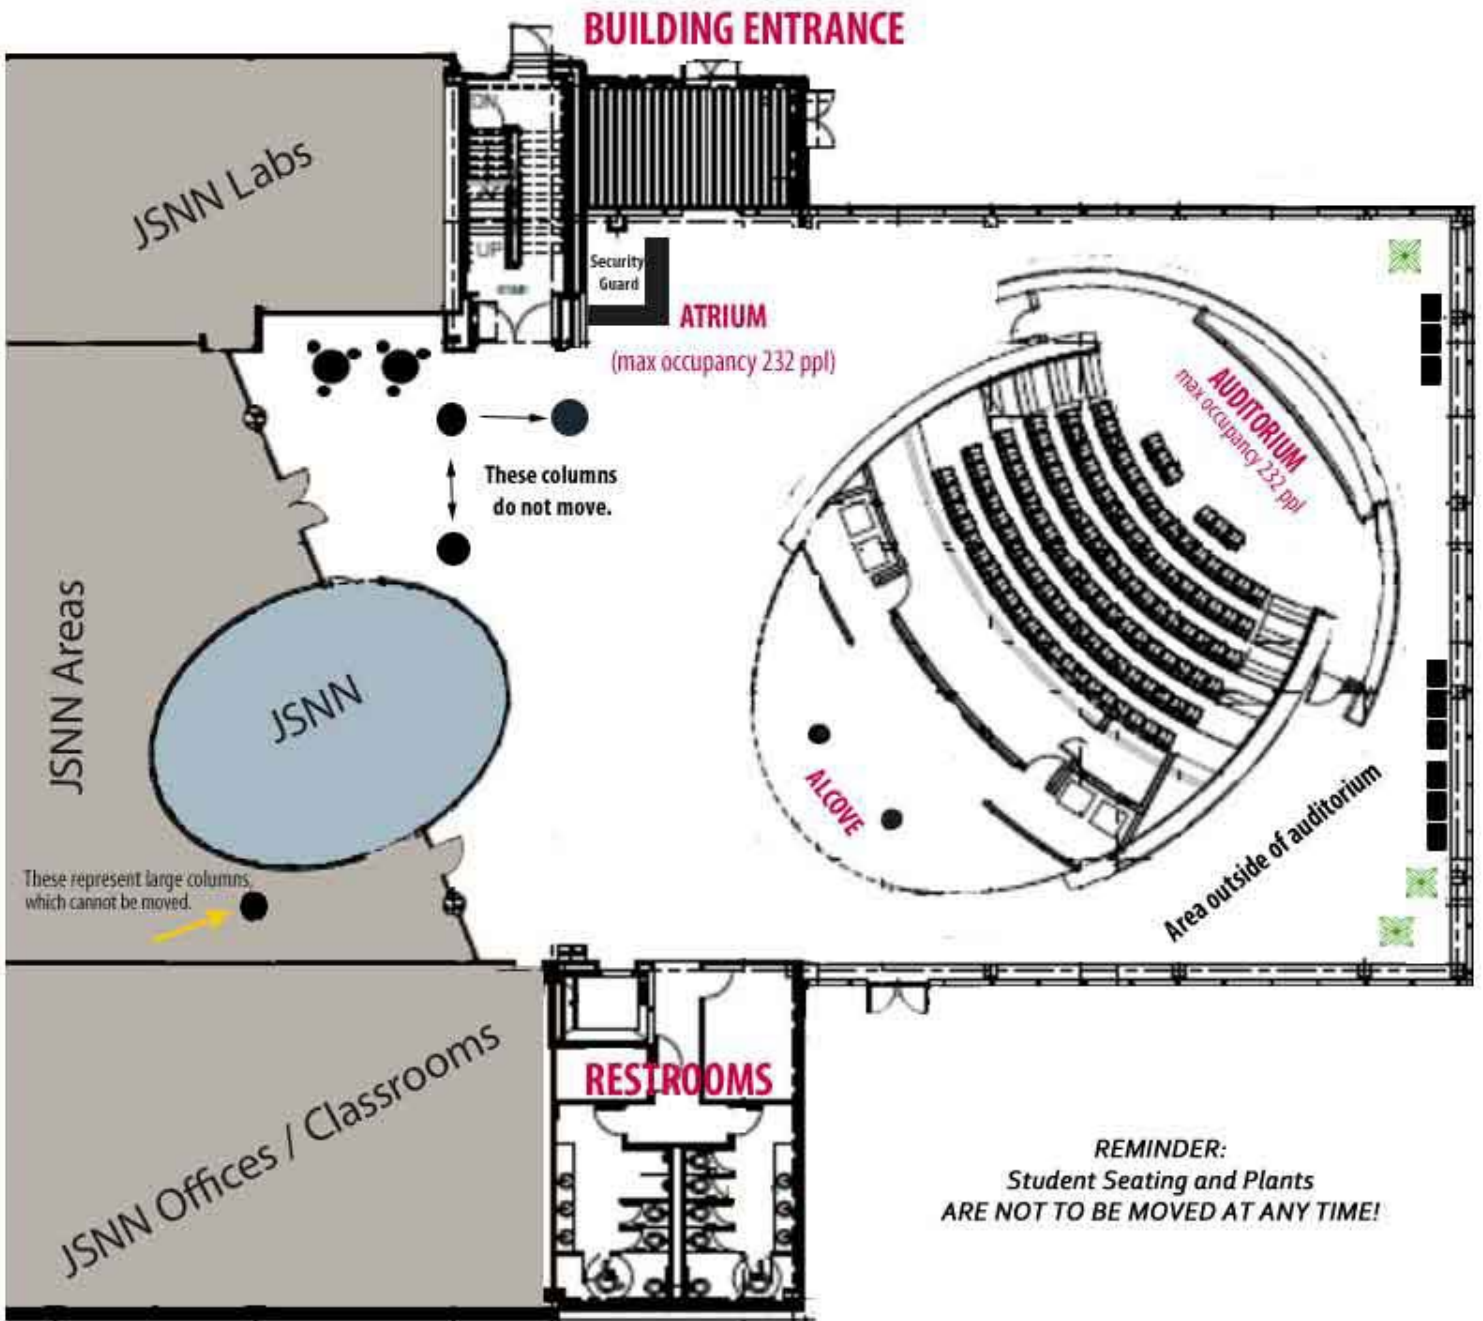 BUILDING ENTRANCE
JSNN Labs
DN
UP
Security
Guard
ATRIUM
(max occupancy 232 ppl)
AUDITORIUM
max occupancy 232 ppl
These columns
do not move.
JSNN Areas
JSNN
ALCOVE
Area outside of auditorium
These represent large columns,
which cannot be moved.
RESTROOMS
JSNN Offices / Classrooms
REMINDER:
Student Seating and Plants
ARE NOT TO BE MOVED AT ANY TIME!